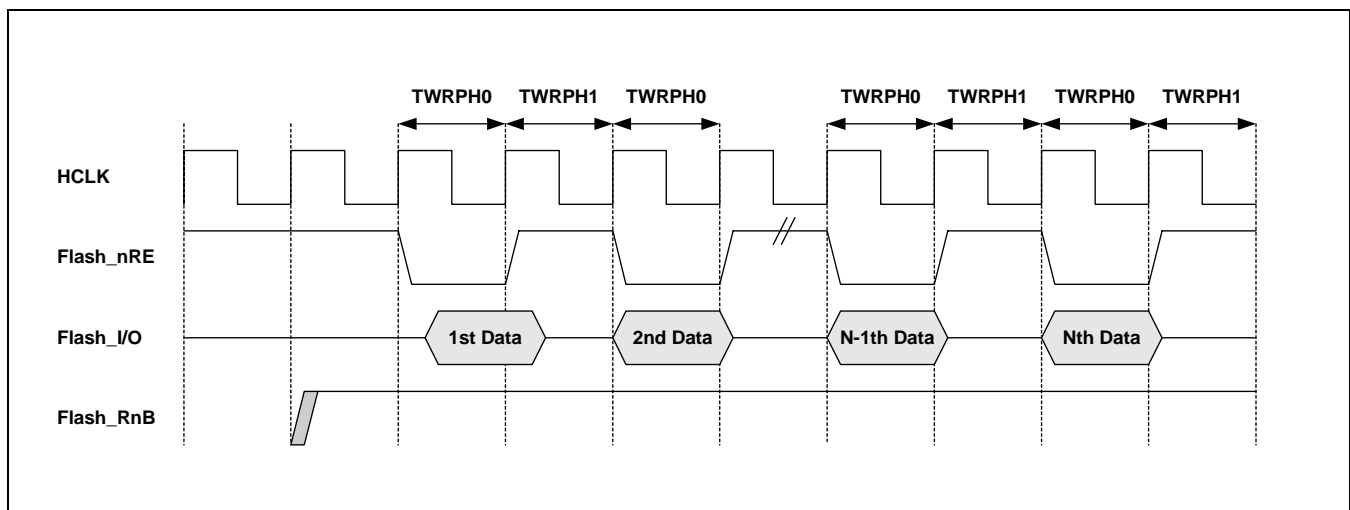 TWRPH0 TWRPH1 TWRPH0 TWRPH0 TWRPH1 TWRPH0 TWRPH1
HCLK
Flash_nRE
Flash_I/O 1st Data 2nd Data N-1th Data Nth Data
Flash_RnB